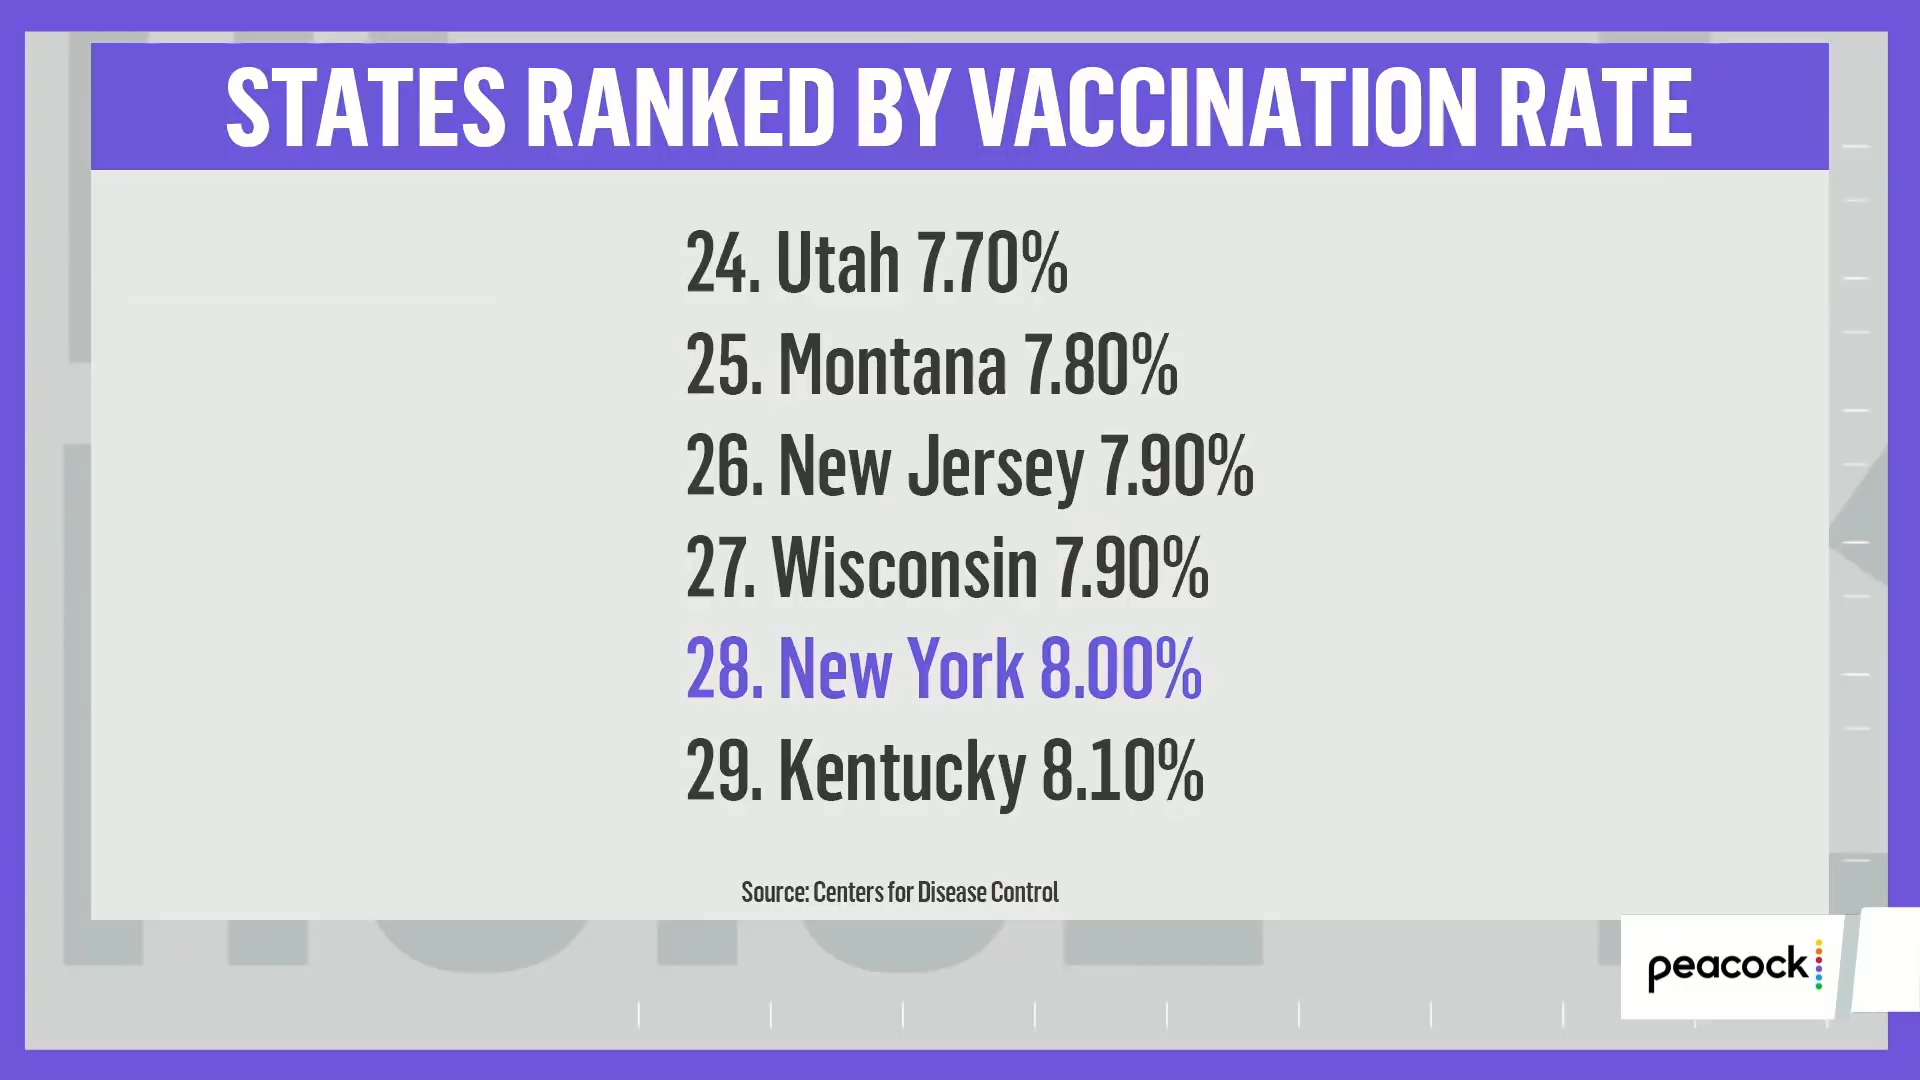 STATES RANKED BY VACCINATION RATE
24. Utah 7.70%
25. Montana 7.80%
26. New Jersey 7.90%
27. Wisconsin 7.90%
28. New York 8.00%
29. Kentucky 8.10%
Source: Centers for Disease Control
peacock